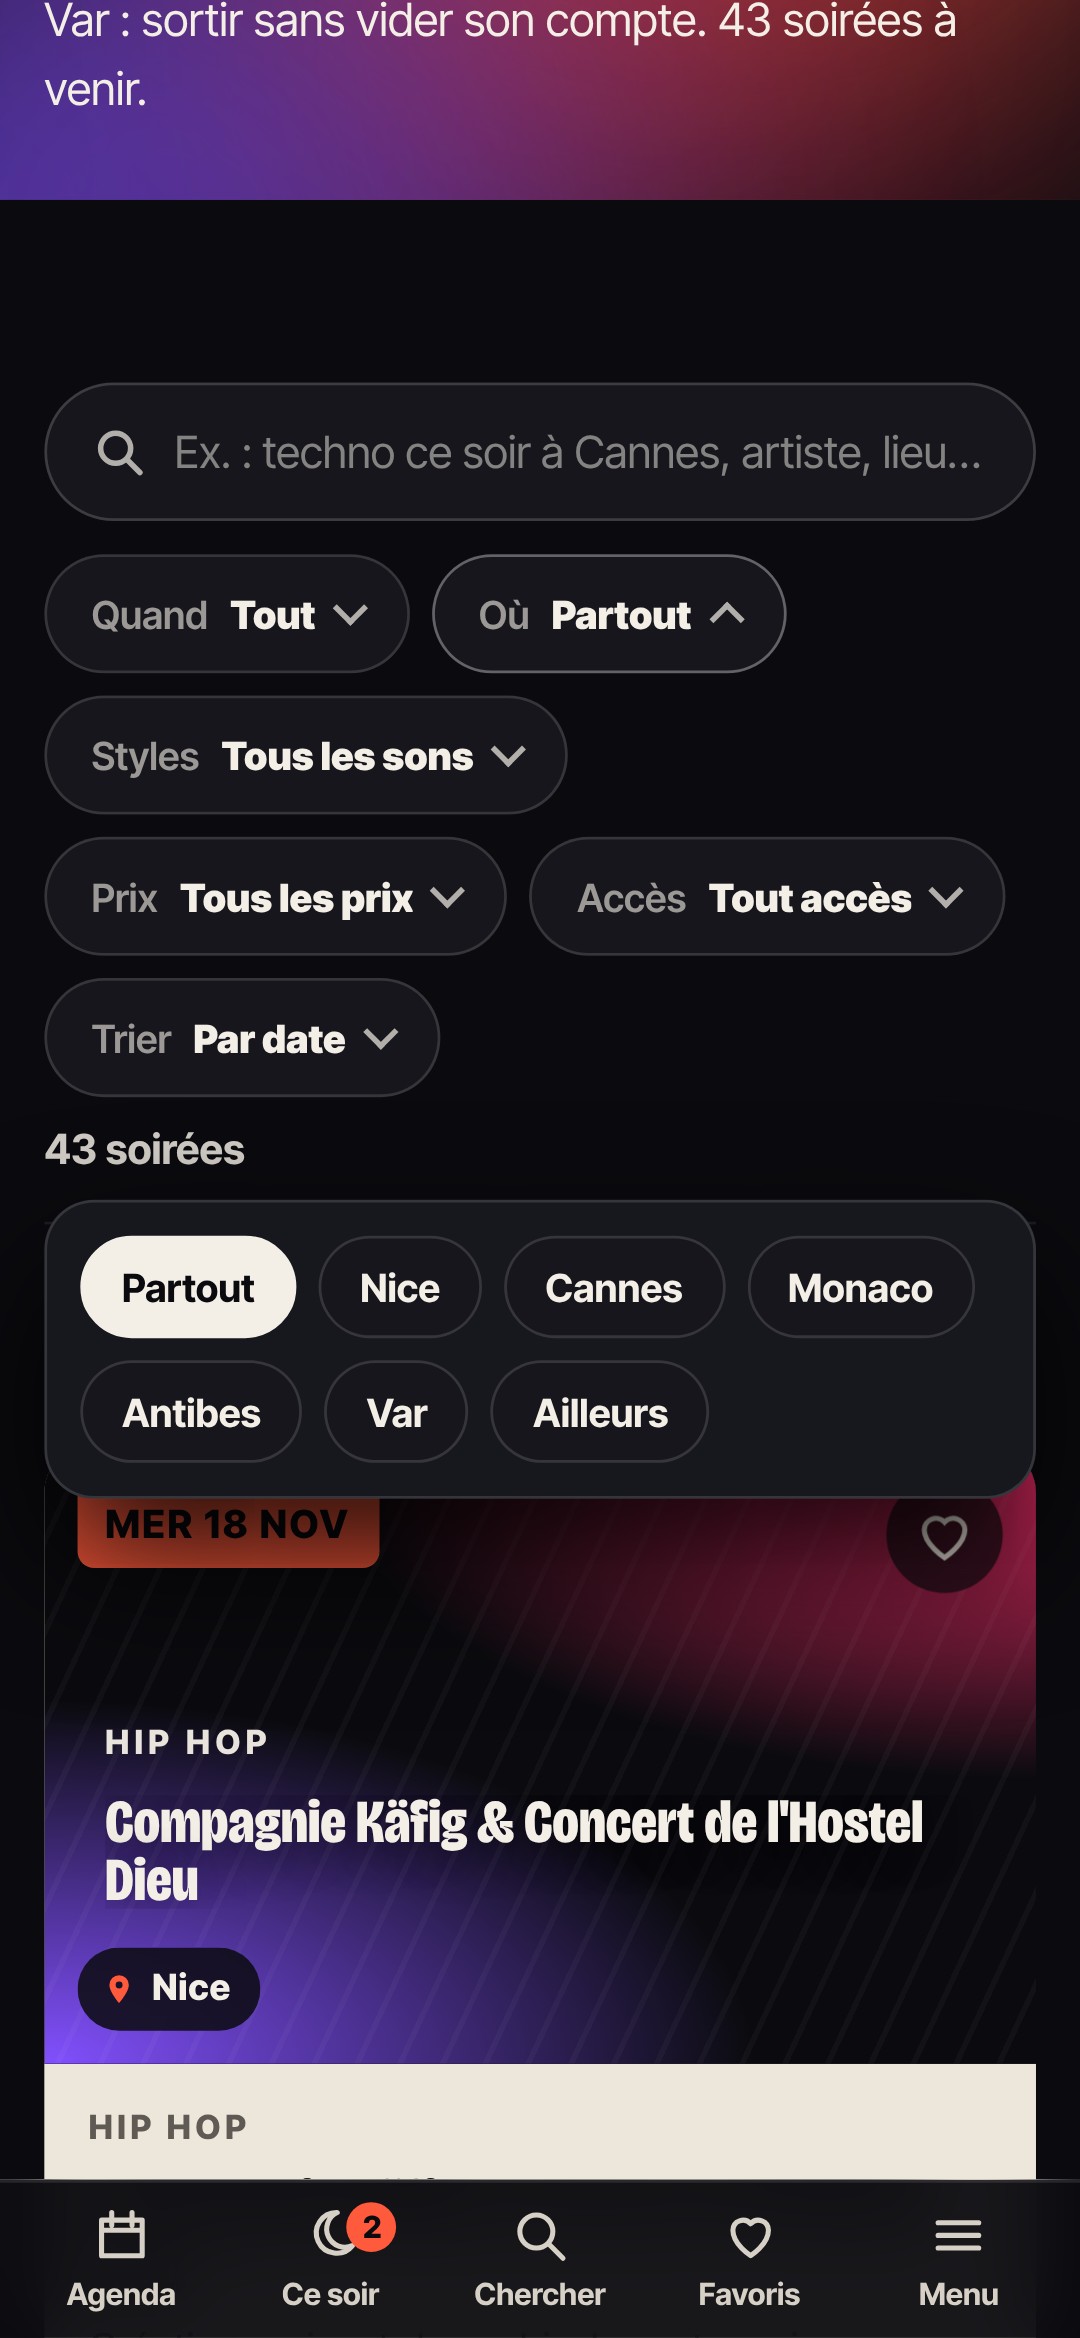 Var : sortir sans vider son compte. 43 soirées à
venir.
Ex. : techno ce soir à Cannes, artiste, lieu...
Quand Tout
Où Partout
Styles Tous les sons
Prix Tous les prix
Accès Tout accès
Trier Par date
43 soirées
Partout
Nice
Cannes
Monaco
Antibes
Var
Ailleurs
MER 18 NOV
HIP HOP
Compagnie Käfig & Concert de l'Hostel
Dieu
Nice
HIP HOP
2
Agenda
Ce soir
Chercher
Favoris
Menu